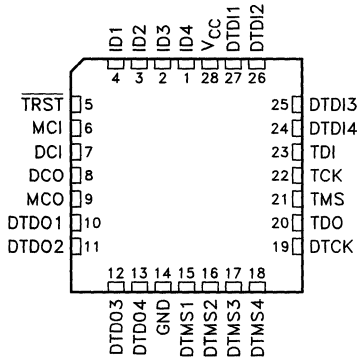 ID1 ID2 ID3 ID4 VCC DTDI1 DTDI2
4 3 2 1 28 27 26
TRST 5 25 DTDI3
MCI 6 24 DTDI4
DCI 7 23 TDI
DCO 8 22 TCK
MCO 9 21 TMS
DTDO1 10 20 TDO
DTDO2 11 19 DTCK
12 13 14 15 16 17 18
DTDO3 DTDO4 GND DTMS1 DTMS2 DTMS3 DTMS4